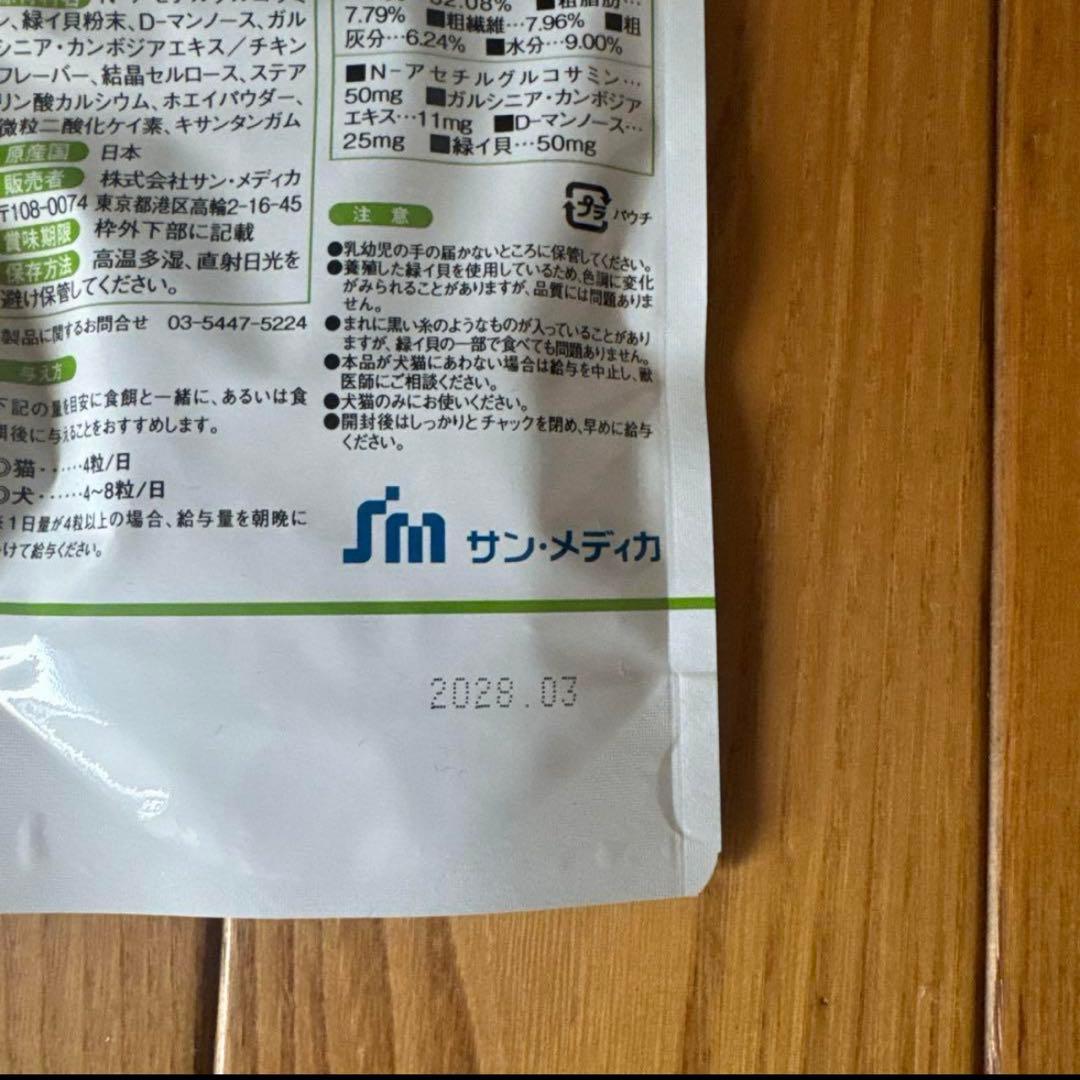 N-アセチルグルコサミ
ン、緑イ貝粉末、D-マンノース、ガル
シニア・カンボジアエキス／チキン
フレーバー、結晶セルロース、ステア
リン酸カルシウム、ホエイパウダー、
微粒二酸化ケイ素、キサンタンガム
原産国 日本
販売者 株式会社サン・メディカ
〒108-0074 東京都港区高輪2-16-45
賞味期限 枠外下部に記載
保存方法 高温多湿、直射日光を
避け保管してください。
製品に関するお問合せ 03-5447-5224
与え方
下記の量を目安に食餌と一緒に、あるいは食
餌後に与えることをおすすめします。
◎猫……4粒/日
◎犬……4~8粒/日
※1日量が4粒以上の場合、給与量を朝晩に
けて給与ください。
■粗脂肪…
7.79% ■粗繊維…7.96% ■粗
灰分…6.24% ■水分…9.00%
■N-アセチルグルコサミン…
50mg ■ガルシニア・カンボジア
エキス…11mg ■D-マンノース…
25mg ■緑イ貝…50mg
注意
プラ パウチ
●乳幼児の手の届かないところに保管してください。
●養殖した緑イ貝を使用しているため、色調に変化
がみられることがありますが、品質には問題ありま
せん。
●まれに黒い糸のようなものが入っていることがあり
ますが、緑イ貝の一部で食べても問題ありません。
●本品が犬猫にあわない場合は給与を中止し、獣
医師にご相談ください。
●犬猫のみにお使いください。
●開封後はしっかりとチャックを閉め、早めに給与
ください。
Sm サン・メディカ
2028.03